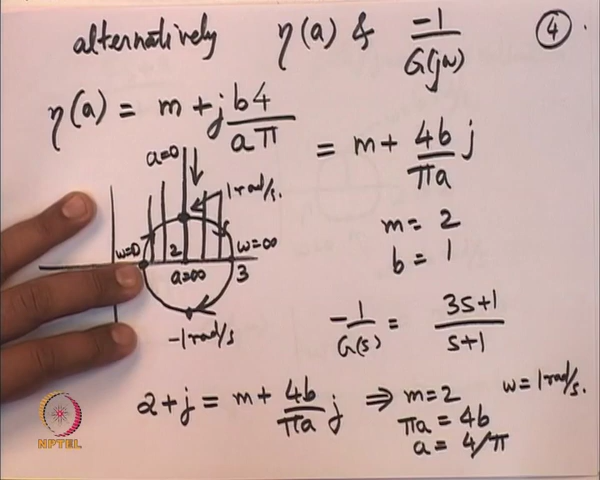 alternatively η(a) & -1/G(jω) 4
η(a) = m + j b4/aπ
= m + 4b/πa j
a=0
1 rad/s.
m = 2
b = 1
w=0 2 w=∞
a=∞ 3
-1 rad/s
-1/G(s) = 3s+1/s+1
2+j = m + 4b/πa j ⇒ m=2 w=1 rad/s.
πa = 4b
a = 4/π
NPTEL